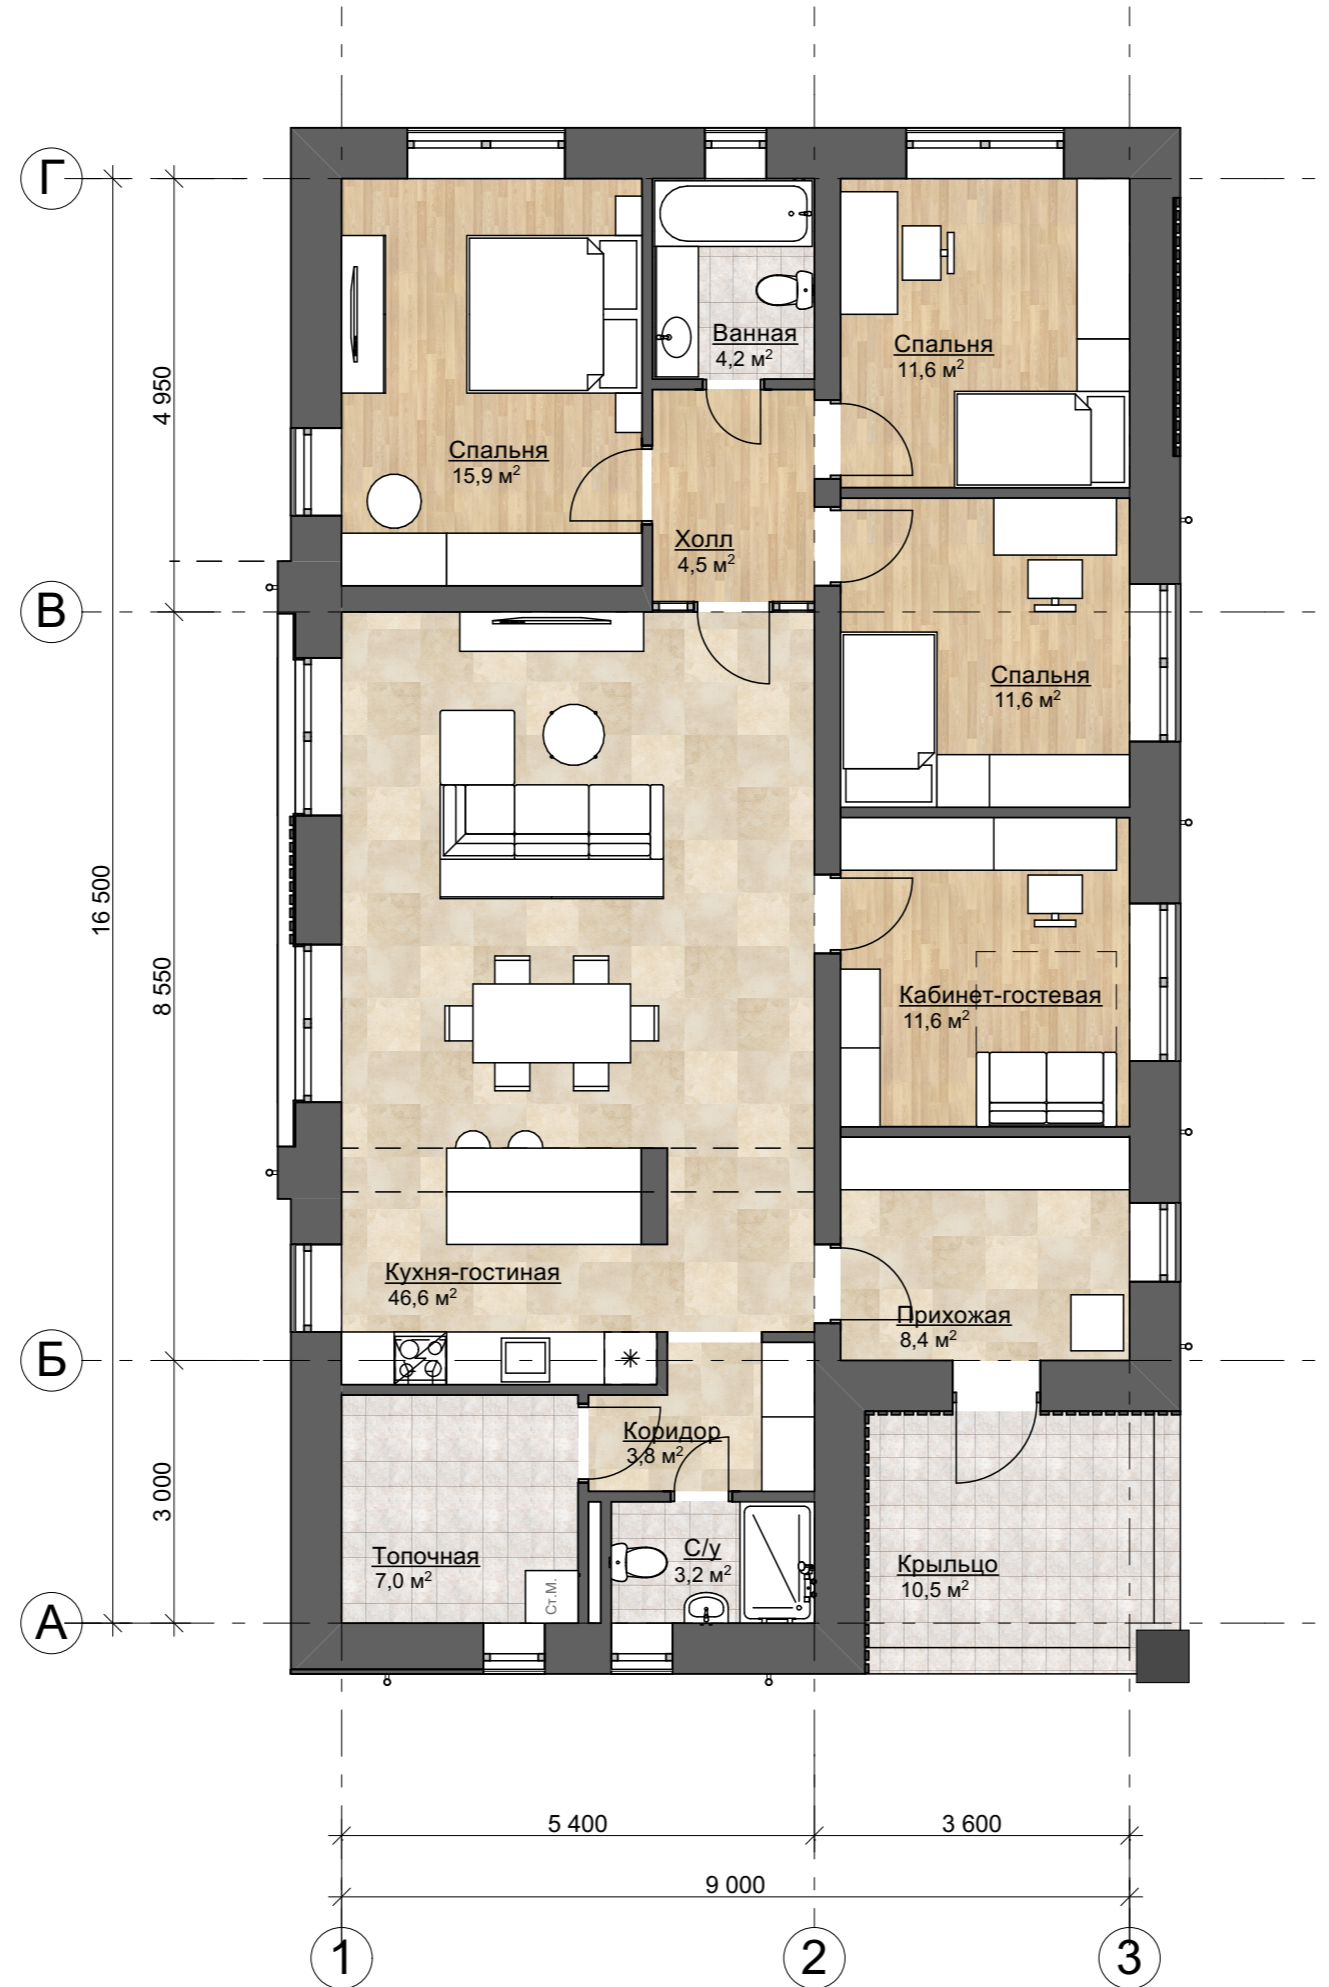 Г
Ванная
4,2 м²
Спальня
11,6 м²
4 950
Спальня
15,9 м²
Холл
4,5 м²
В
Спальня
11,6 м²
16 500
8 550
Кабинет-гостевая
11,6 м²
Кухня-гостиная
46,6 м²
Прихожая
8,4 м²
Б
Коридор
3,8 м²
3 000
Топочная
7,0 м²
С/у
3,2 м²
Крыльцо
10,5 м²
Ст.М.
А
5 400
3 600
9 000
1
2
3